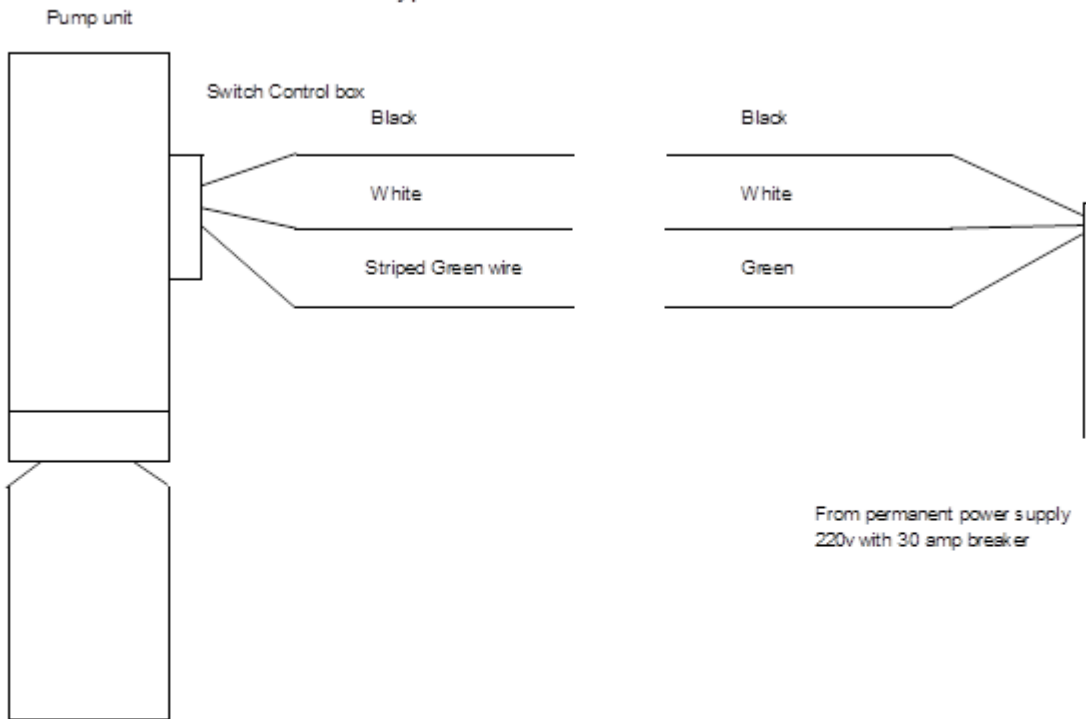 Pump unit
Switch Control box
Black
Black
White
White
Striped Green wire
Green
From permanent power supply
220v with 30 amp breaker